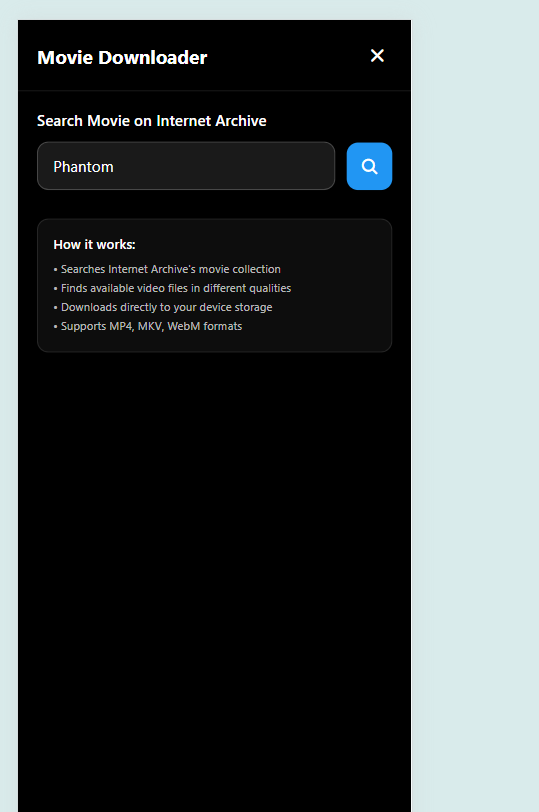 Movie Downloader
Search Movie on Internet Archive
Phantom
How it works:
• Searches Internet Archive's movie collection
• Finds available video files in different qualities
• Downloads directly to your device storage
• Supports MP4, MKV, WebM formats